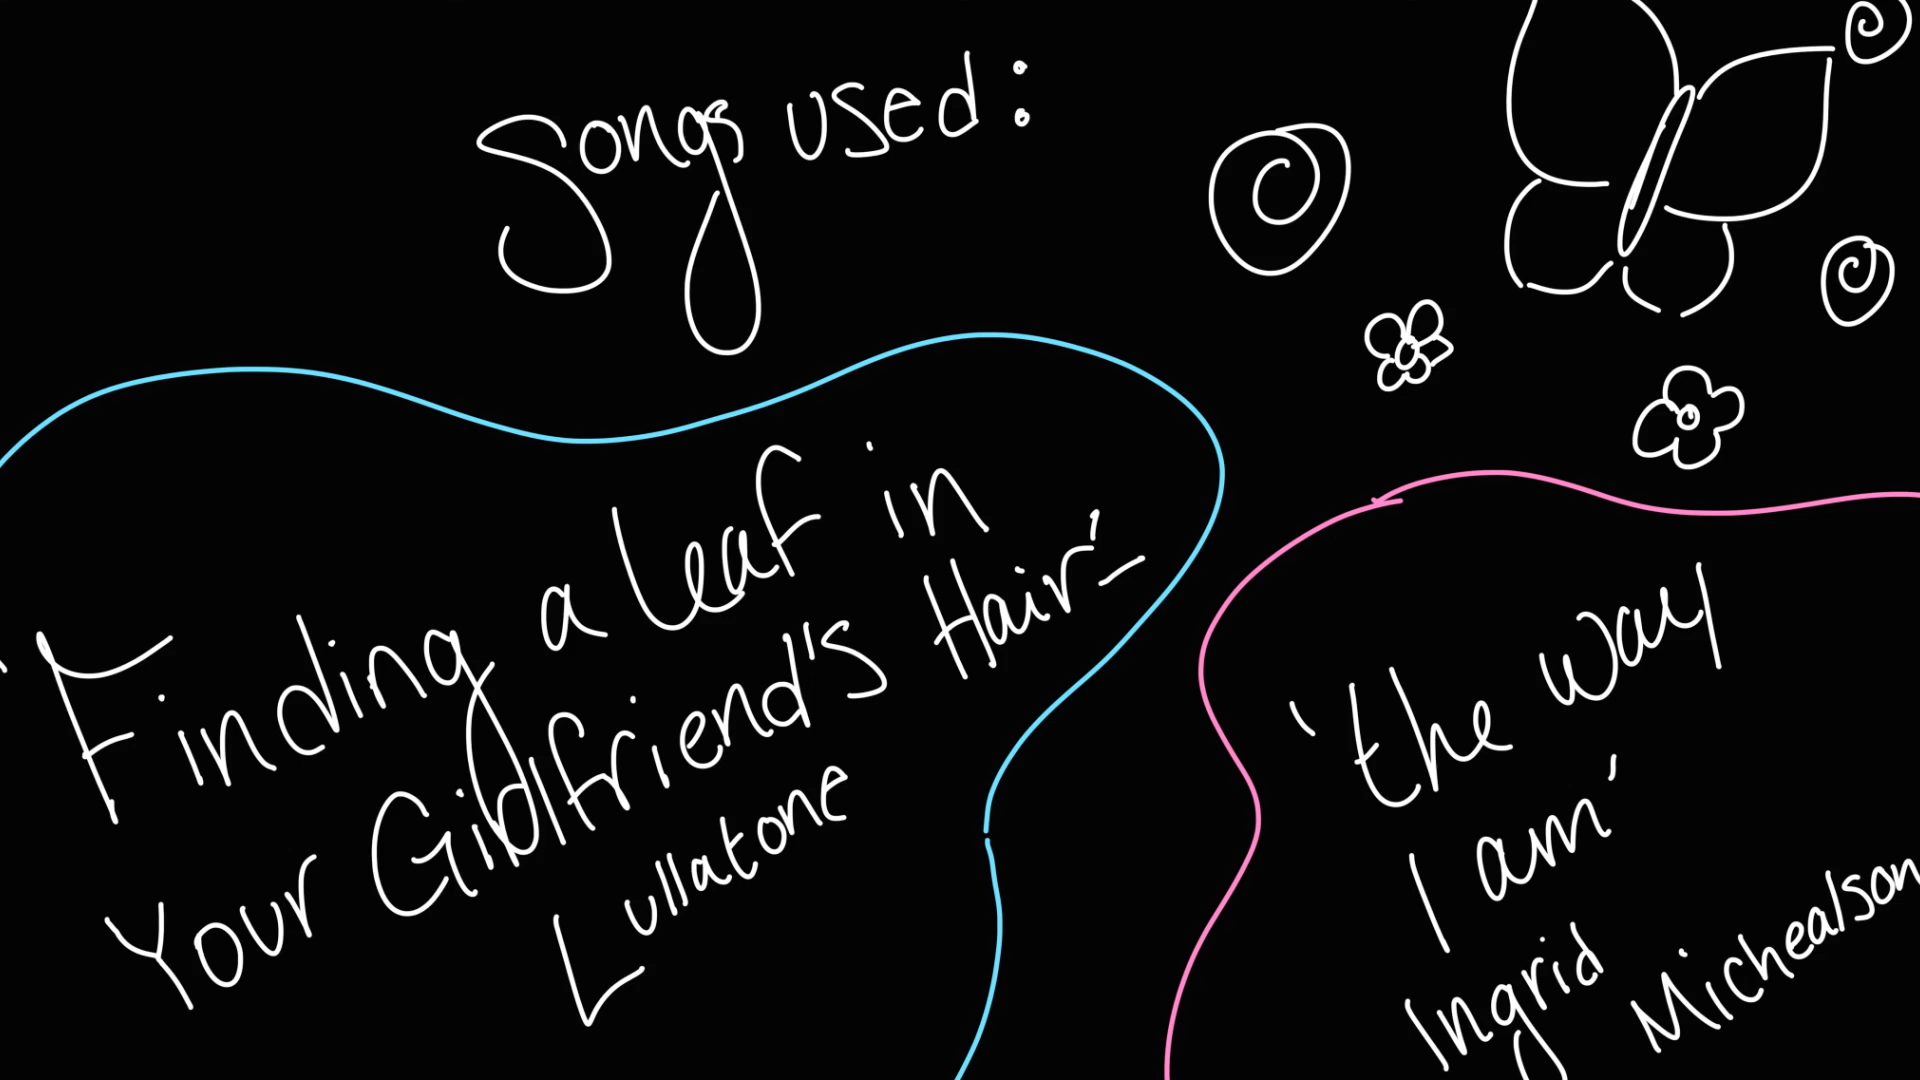 Songs used:
'Finding a Leaf in
Your Girlfriend's Hair'-
Lullatone
'the way
I am'
Ingrid
Michealson